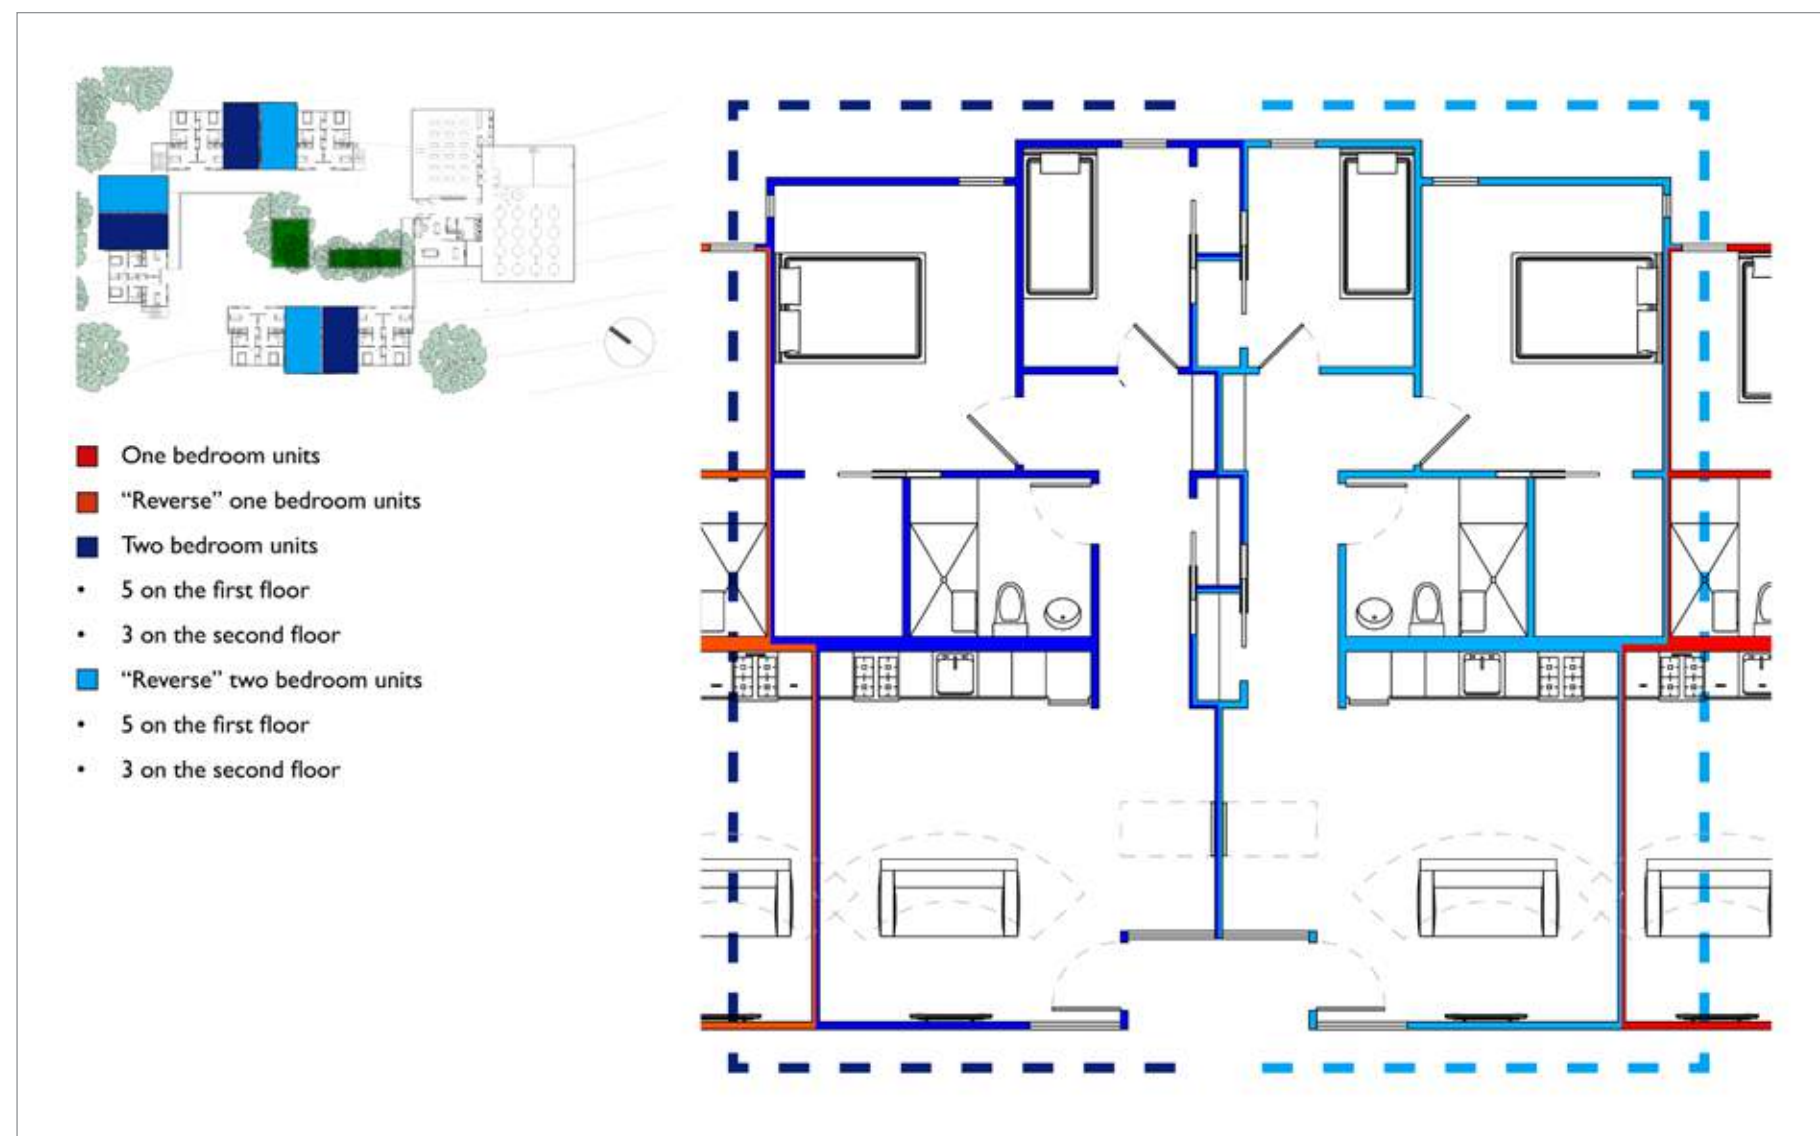 One bedroom units
“Reverse” one bedroom units
Two bedroom units
• 5 on the first floor
• 3 on the second floor
“Reverse” two bedroom units
• 5 on the first floor
• 3 on the second floor